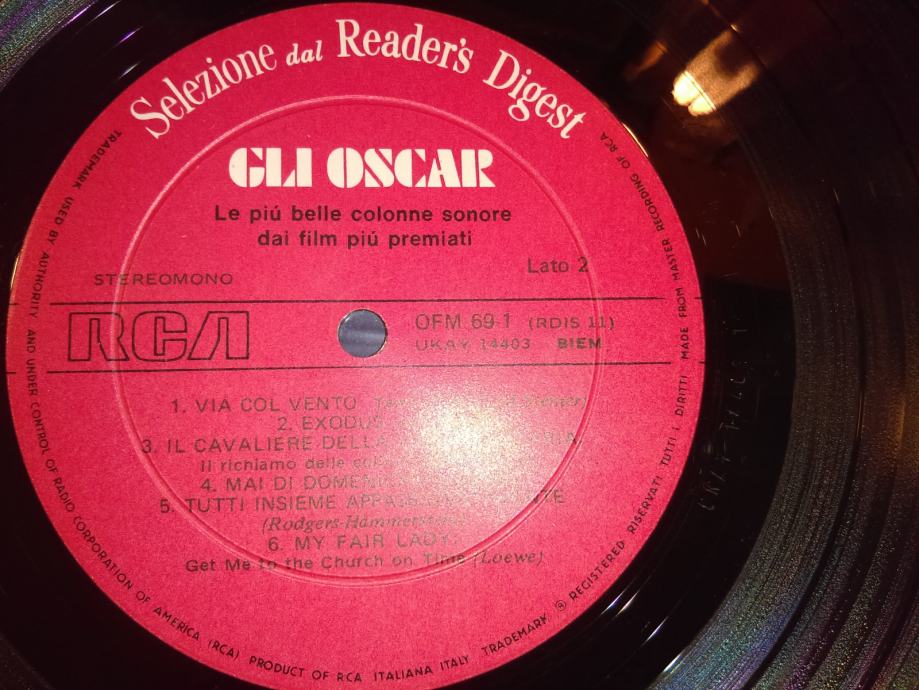 Selezione dal Reader's Digest
GLI OSCAR
Le piú belle colonne sonore
dai film piú premiati
Lato 2
STEREOMONO
RCA
OFM 69-1 (RDIS 11)
UKAY 14403 BIEM
1. VIA COL VENTO
2. EXODUS
3. IL CAVALIERE DELLA
Il richiamo delle
4. MAI DI
5. TUTTI INSIEME
(Rodgers-Hammerstein)
6. MY FAIR LADY
Get Me to the Church on Time (Loewe)
TRADEMARK USED BY AUTHORITY AND UNDER CONTROL OF RADIO CORPORATION OF AMERICA (RCA) PRODUCT OF RCA ITALIANA ITALY TRADEMARK ® REGISTERED RISERVATI TUTTI I DIRITTI MADE FROM MASTER RECORDING OF RCA